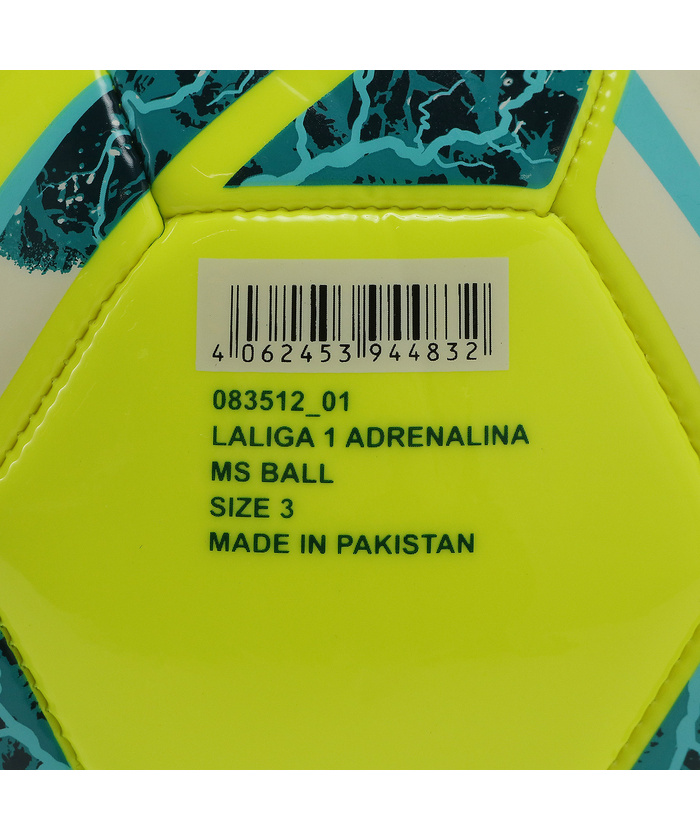 4 062453 944832
083512_01
LALIGA 1 ADRENALINA
MS BALL
SIZE 3
MADE IN PAKISTAN